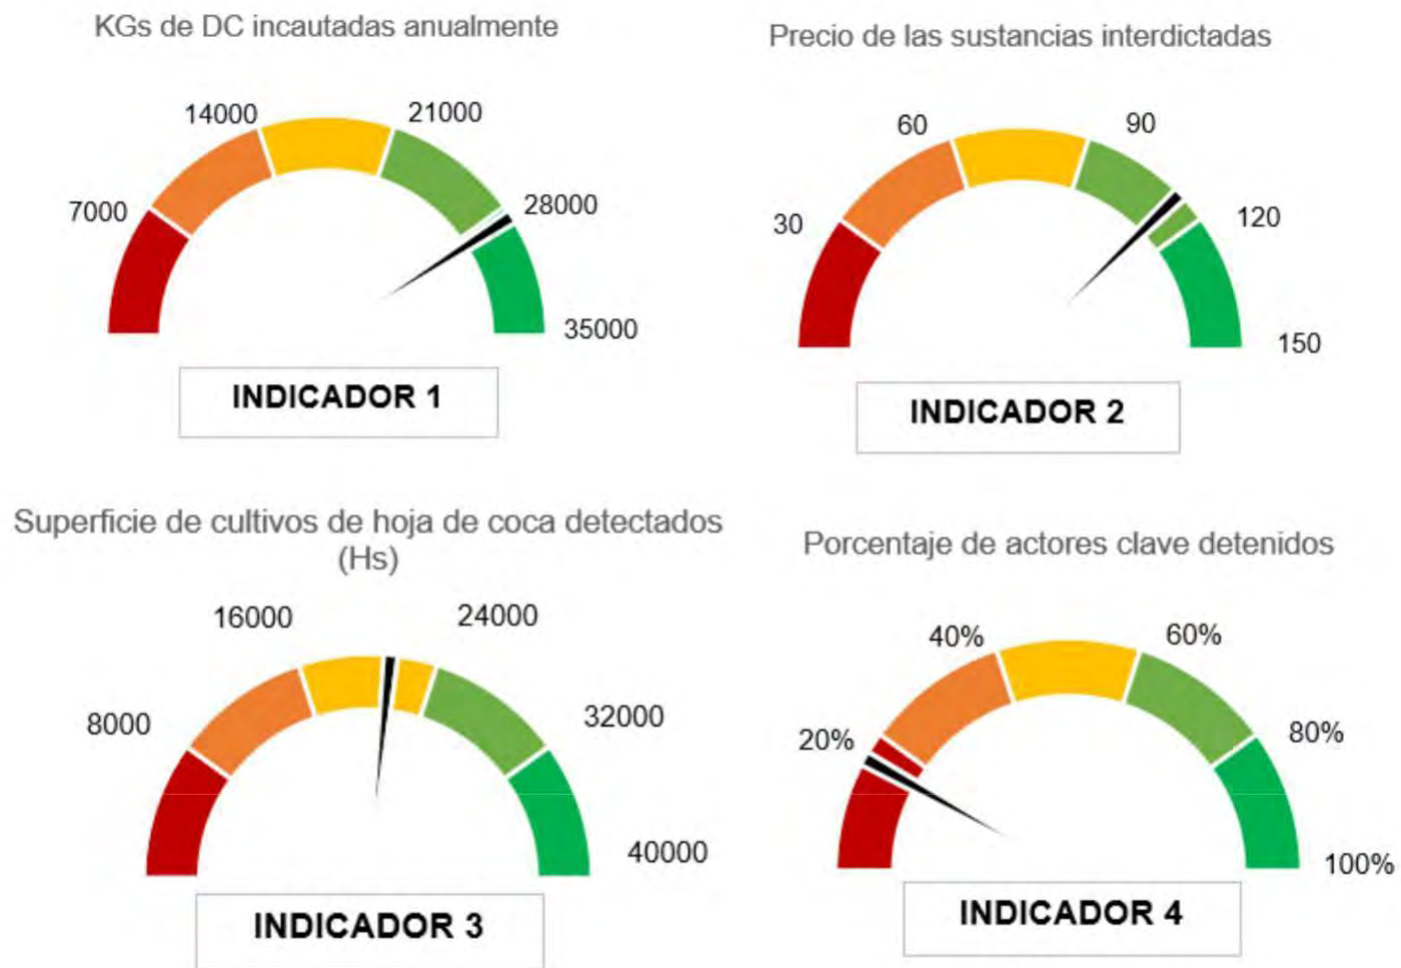 KGs de DC incautadas anualmente
14000
21000
7000
28000
35000
INDICADOR 1
Precio de las sustancias interdictadas
60
90
30
120
150
INDICADOR 2
Superficie de cultivos de hoja de coca detectados
(Hs)
16000
24000
8000
32000
40000
INDICADOR 3
Porcentaje de actores clave detenidos
40%
60%
20%
80%
100%
INDICADOR 4